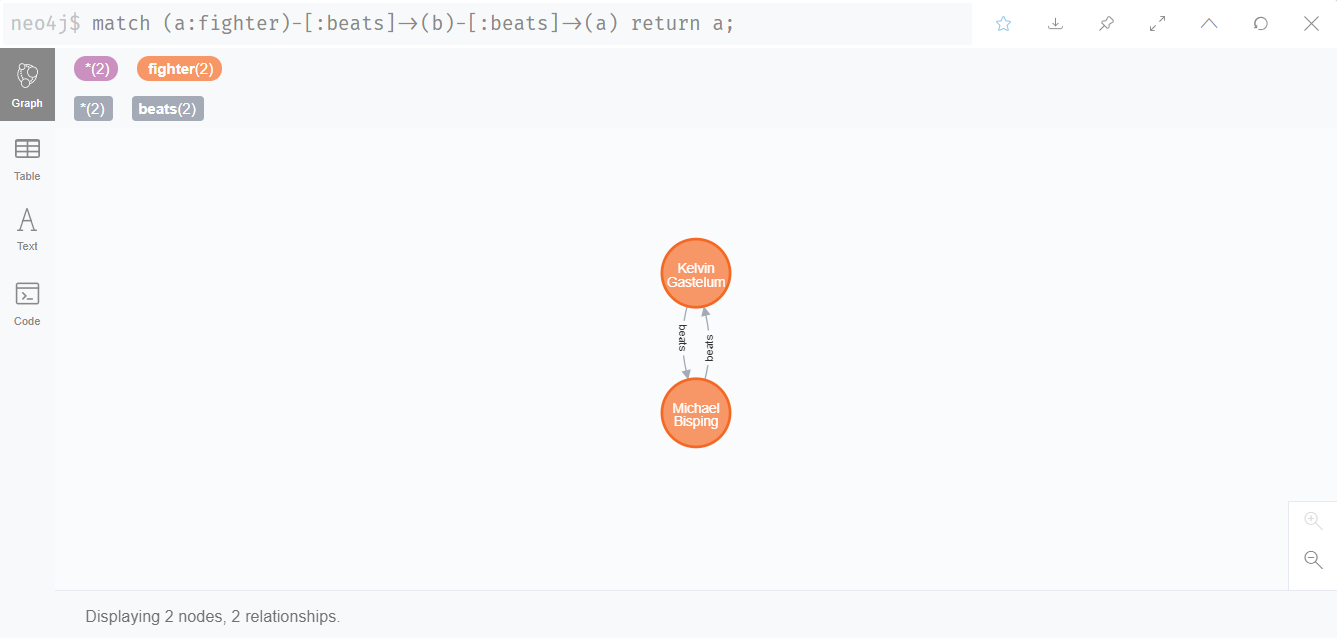 neo4j$ match (a:fighter)-[:beats]->(b)-[:beats]->(a) return a;
*(2) fighter(2)
*(2) beats(2)
Graph
Table
Text
Code
Kelvin
Gastelum
beats
beats
Michael
Bisping
Displaying 2 nodes, 2 relationships.